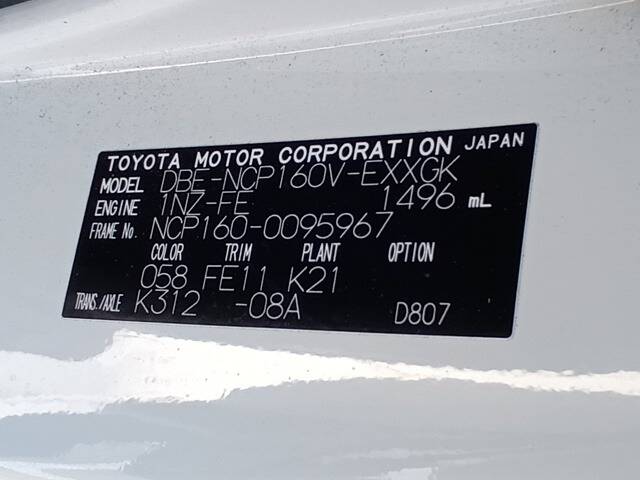 TOYOTA MOTOR CORPORATION JAPAN
MODEL DBE-NCP160V-EXXGK
ENGINE 1NZ-FE 1496 mL
FRAME No. NCP160-0095967
COLOR TRIM PLANT OPTION
058 FE11 K21
TRANS./AXLE K312 -08A D807